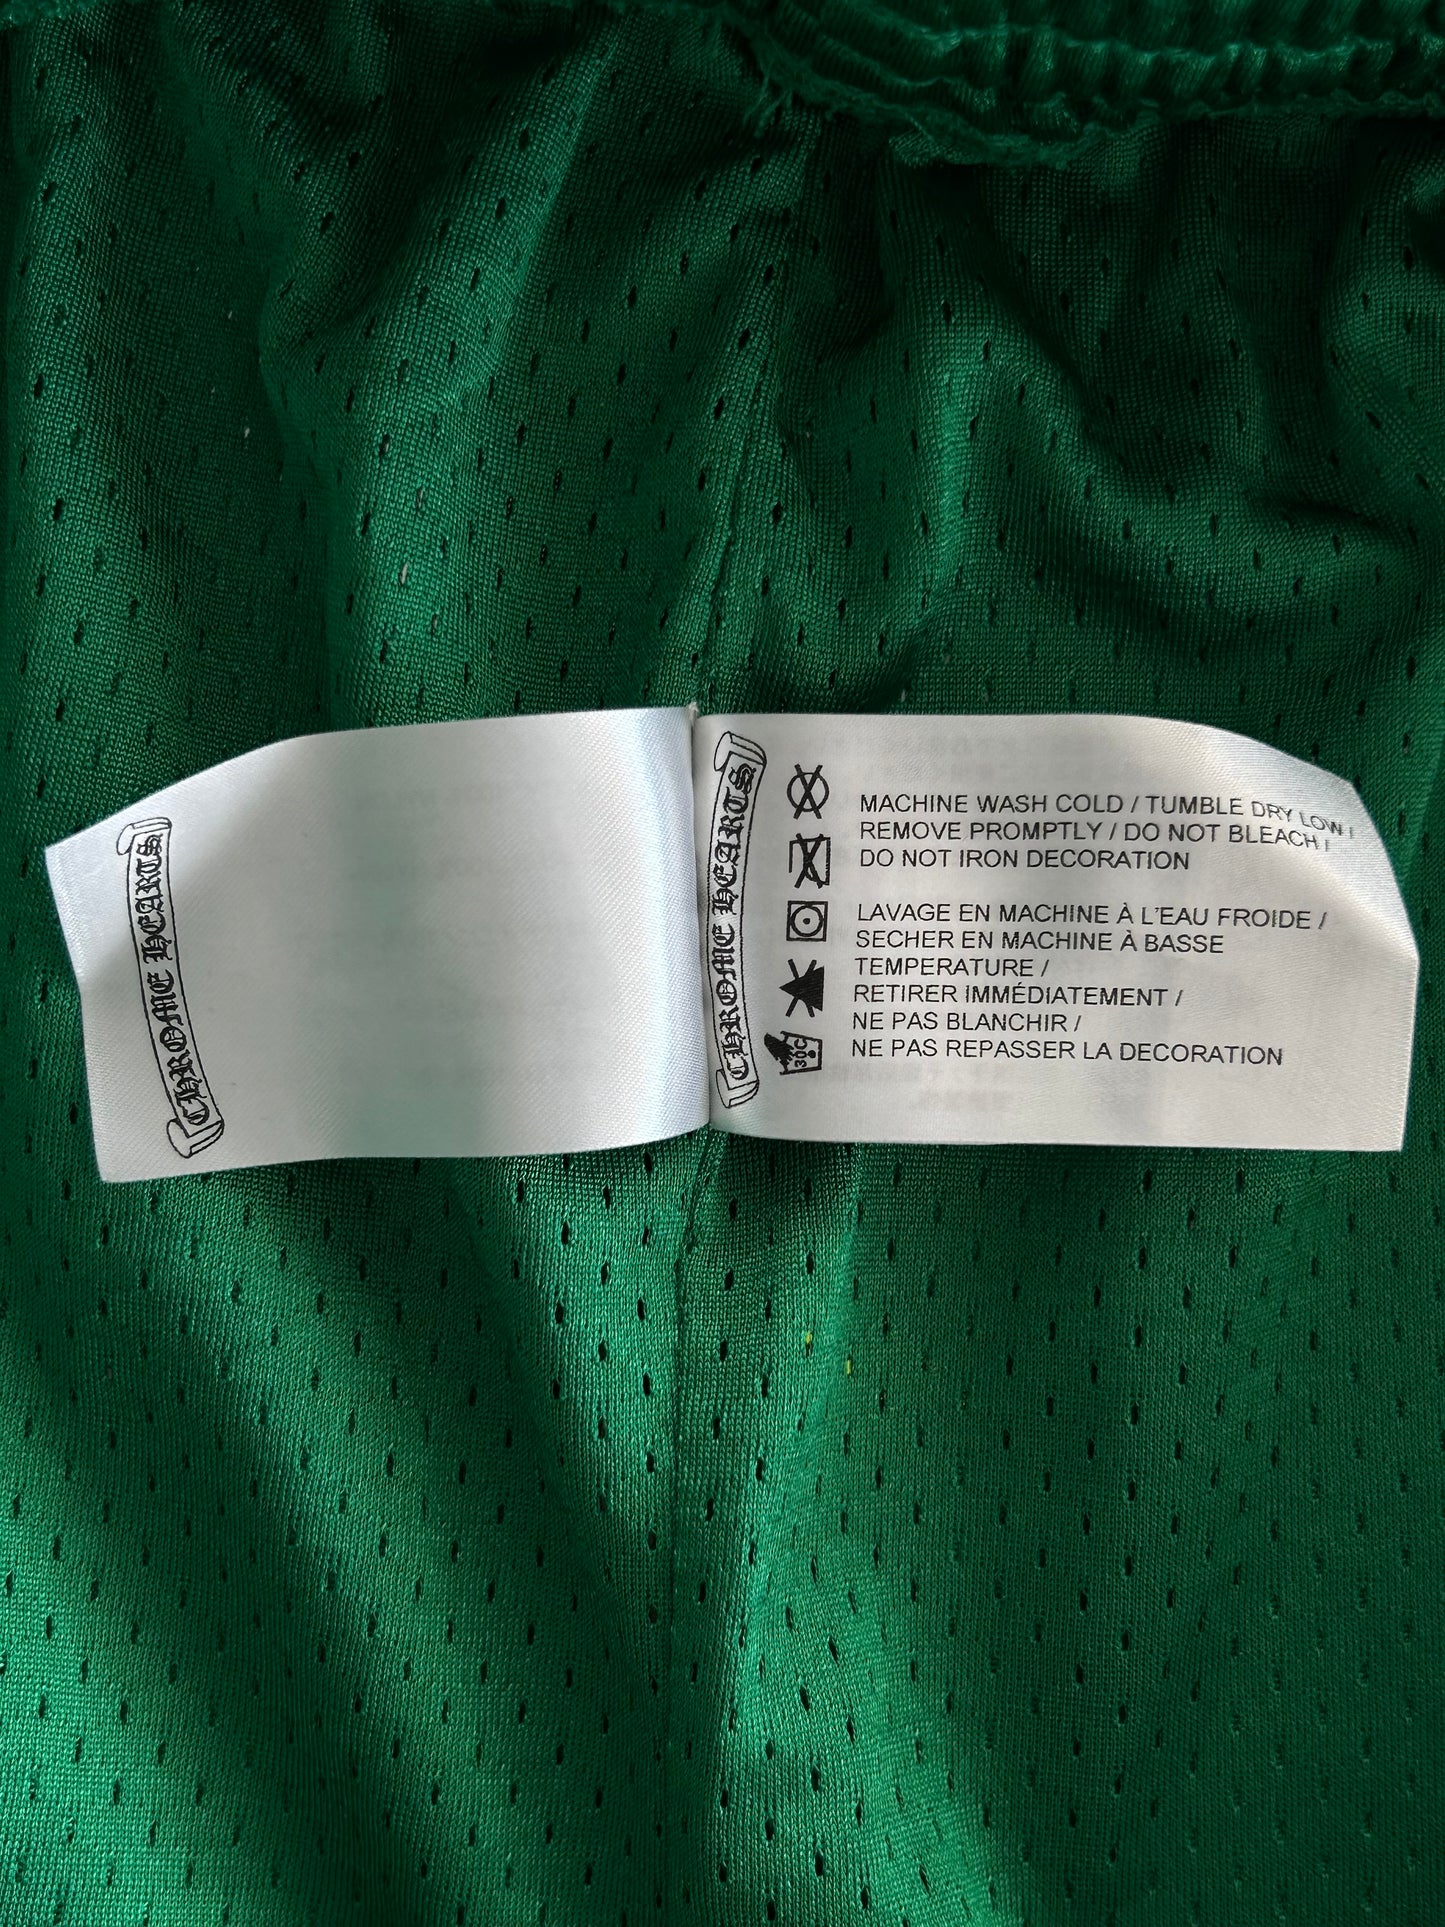 CHROME HEARTS
CHROME HEARTS
MACHINE WASH COLD / TUMBLE DRY LOW /
REMOVE PROMPTLY / DO NOT BLEACH /
DO NOT IRON DECORATION
LAVAGE EN MACHINE À L'EAU FROIDE /
SECHER EN MACHINE À BASSE
TEMPERATURE /
RETIRER IMMÉDIATEMENT /
NE PAS BLANCHIR /
NE PAS REPASSER LA DECORATION
30C